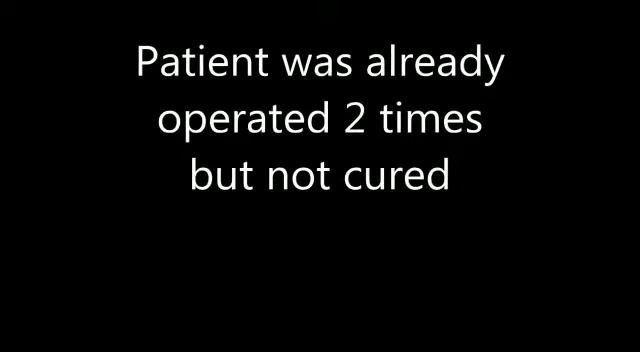 Patient was already
operated 2 times
but not cured